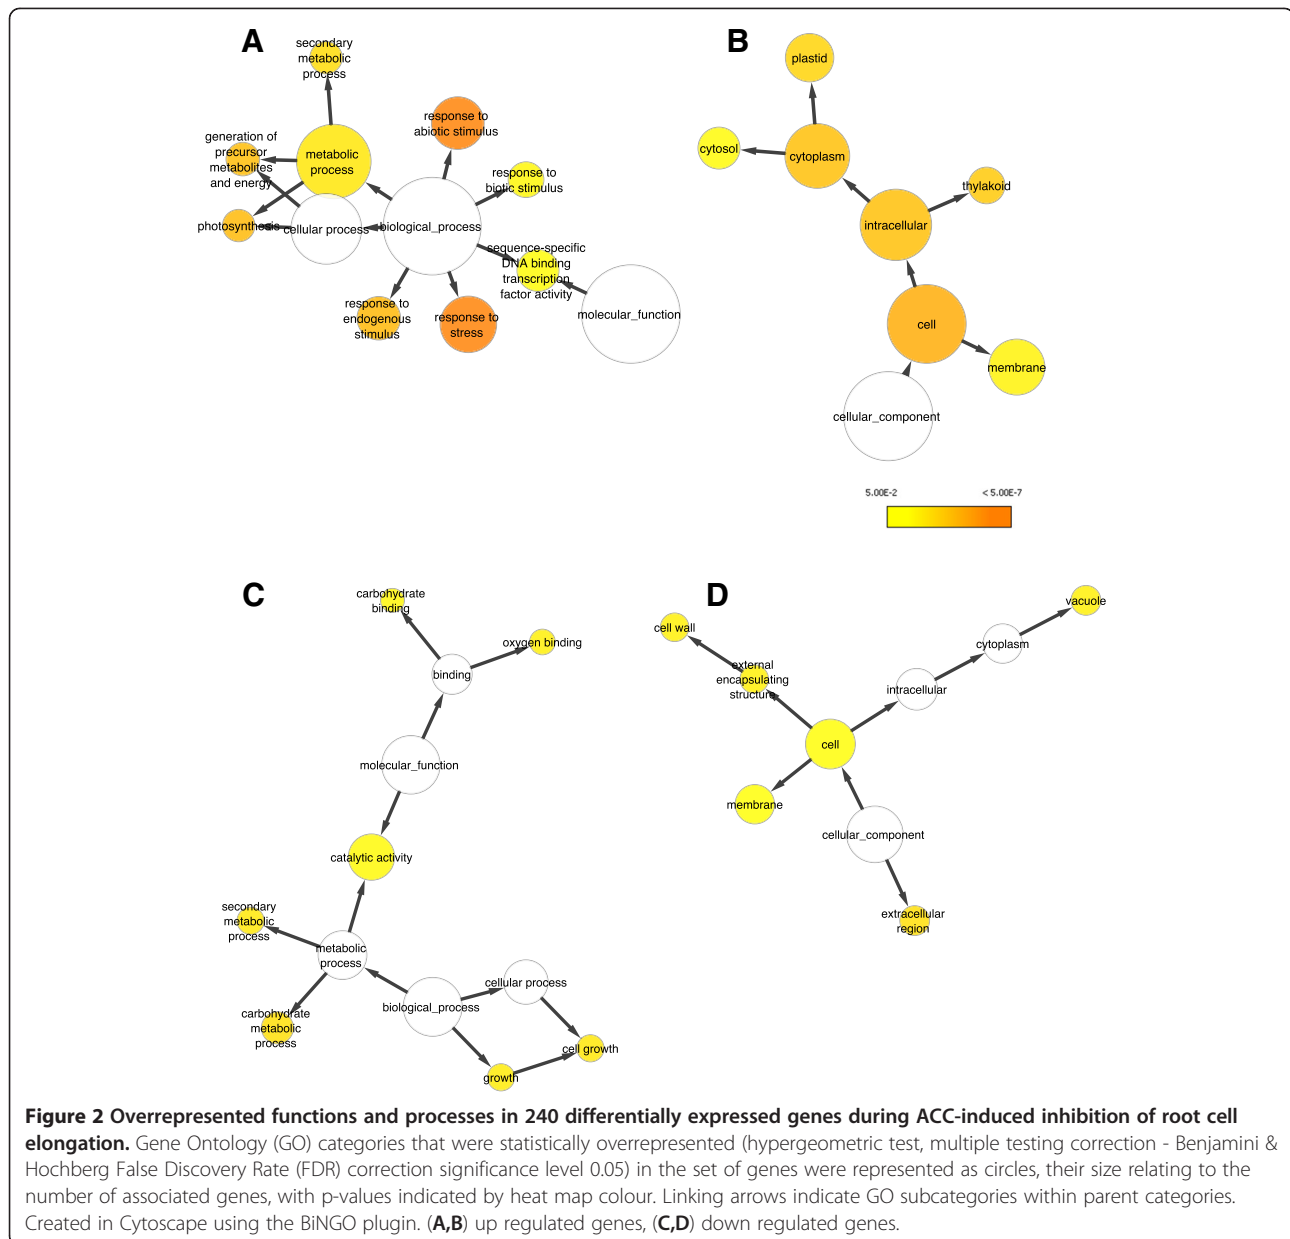 A
secondary
metabolic
process
generation of
precursor
metabolites
and energy
metabolic
process
response to
abiotic stimulus
response to
biotic stimulus
photosynthesis
cellular process
biological_process
sequence-specific
DNA binding
transcription
factor activity
response to
endogenous
stimulus
response to
stress
molecular_function
B
plastid
cytosol
cytoplasm
thylakoid
intracellular
cell
membrane
cellular_component
5.00E-2
< 5.00E-7
C
carbohydrate
binding
oxygen binding
binding
molecular_function
catalytic activity
secondary
metabolic
process
metabolic
process
cellular process
biological_process
carbohydrate
metabolic
process
cell growth
growth
D
vacuole
cell wall
cytoplasm
external
encapsulating
structure
intracellular
cell
membrane
cellular_component
extracellular
region
Figure 2 Overrepresented functions and processes in 240 differentially expressed genes during ACC-induced inhibition of root cell
elongation. Gene Ontology (GO) categories that were statistically overrepresented (hypergeometric test, multiple testing correction - Benjamini &
Hochberg False Discovery Rate (FDR) correction significance level 0.05) in the set of genes were represented as circles, their size relating to the
number of associated genes, with p-values indicated by heat map colour. Linking arrows indicate GO subcategories within parent categories.
Created in Cytoscape using the BiNGO plugin. (A,B) up regulated genes, (C,D) down regulated genes.